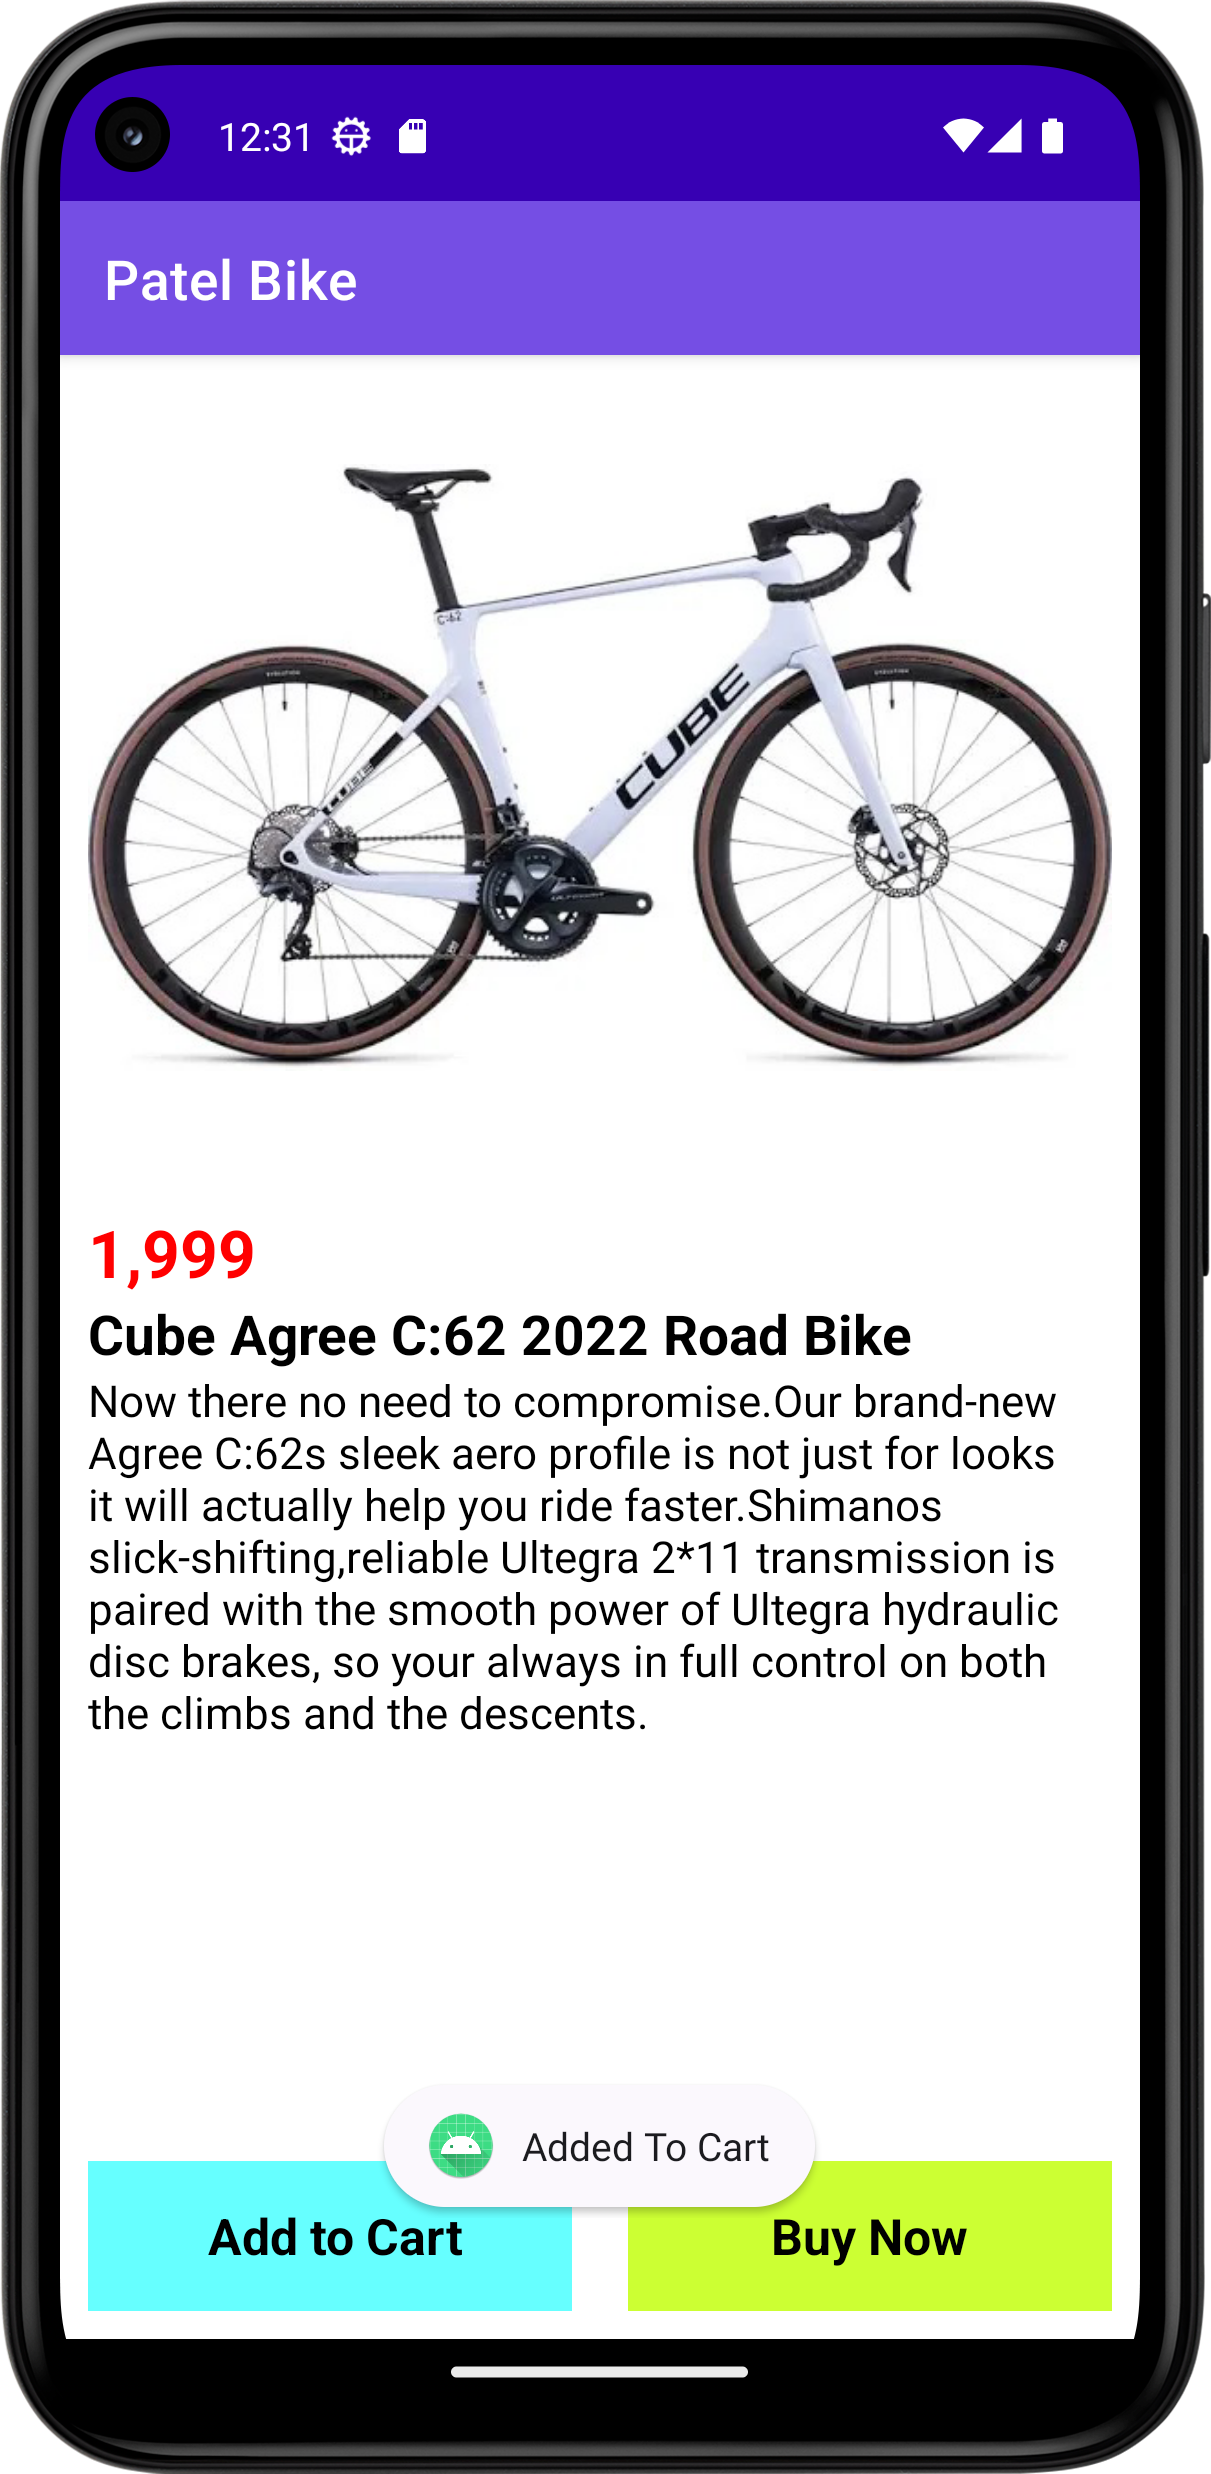 12:31
Patel Bike
C:62
CUBE
CUBE
1,999
Cube Agree C:62 2022 Road Bike
Now there no need to compromise.Our brand-new
Agree C:62s sleek aero profile is not just for looks
it will actually help you ride faster.Shimanos
slick-shifting,reliable Ultegra 2*11 transmission is
paired with the smooth power of Ultegra hydraulic
disc brakes, so your always in full control on both
the climbs and the descents.
Added To Cart
Add to Cart
Buy Now